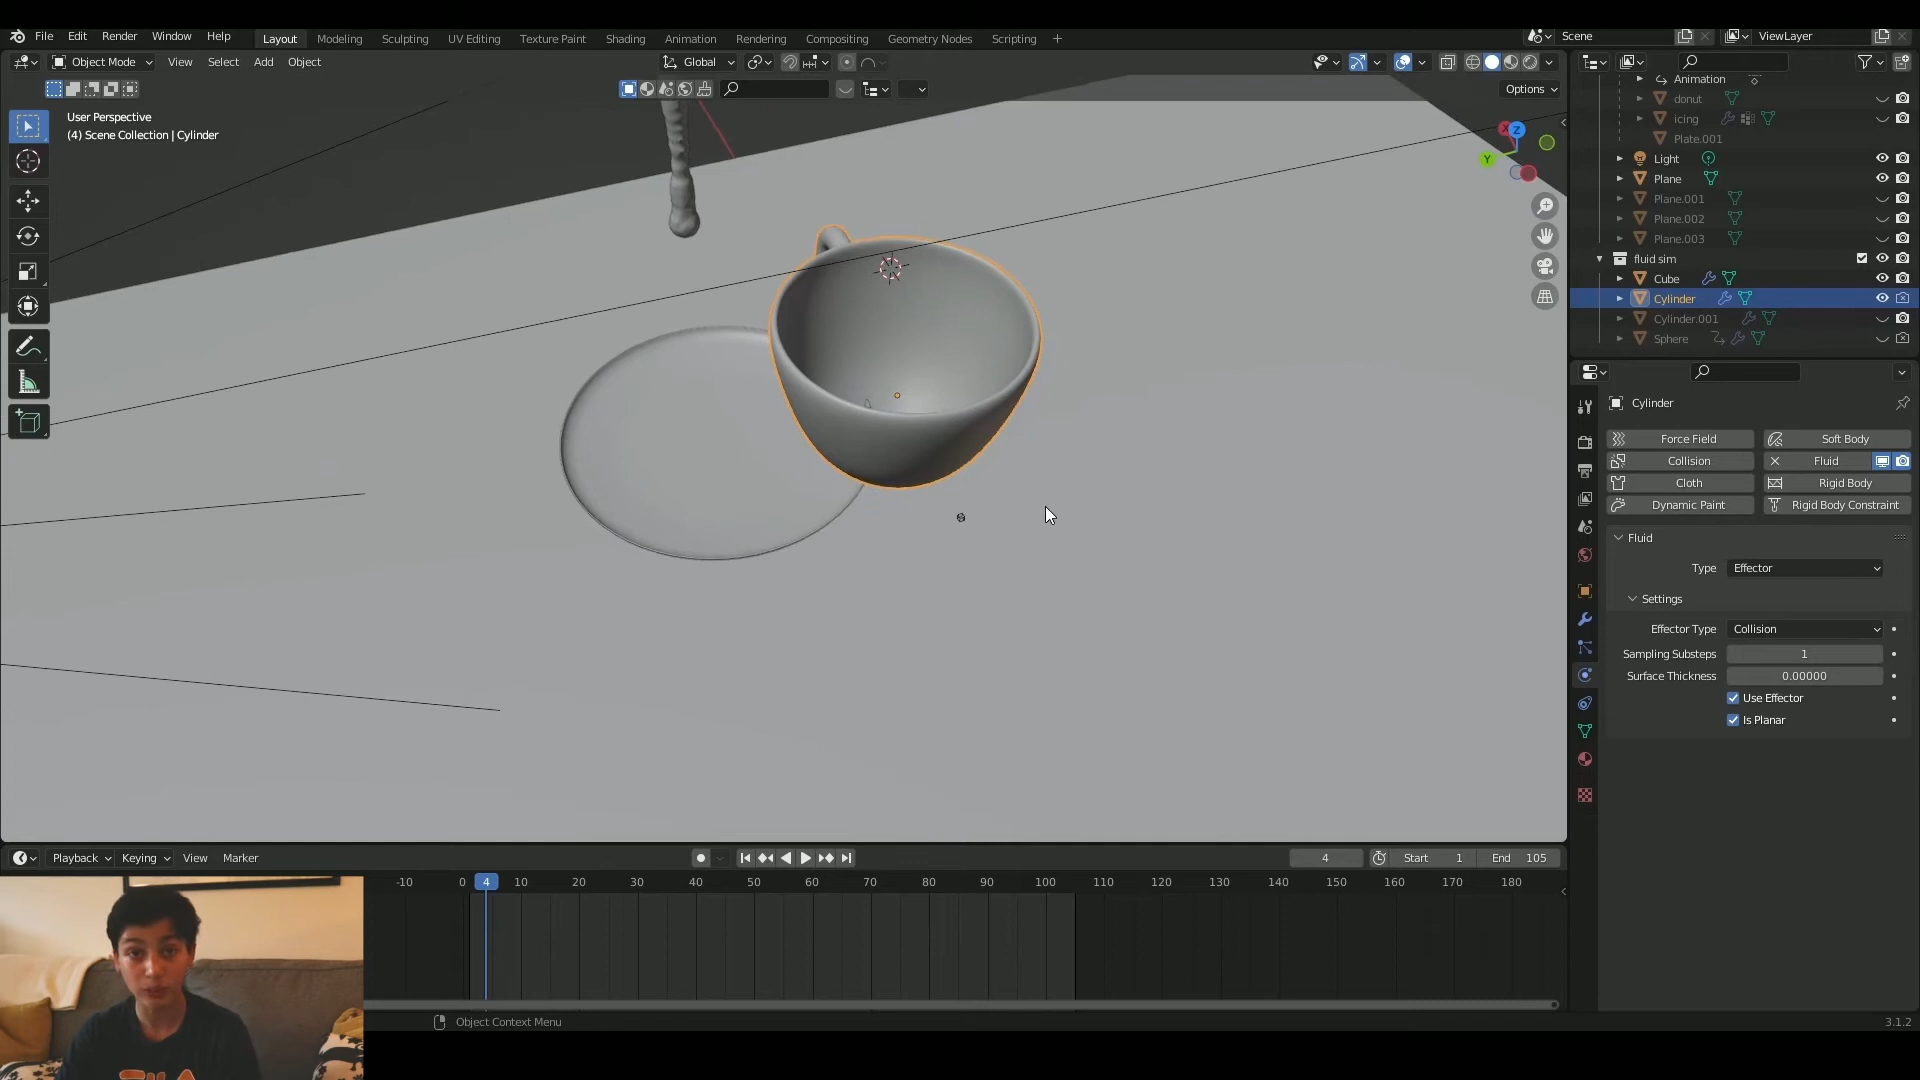 File Edit Render Window Help
Layout Modeling Sculpting UV Editing Texture Paint Shading Animation Rendering Compositing Geometry Nodes Scripting +
Scene
ViewLayer
Object Mode View Select Add Object
Global
Options
User Perspective
(4) Scene Collection | Cylinder
X
Z
Y
Animation
donut
icing
Plate.001
Light
Plane
Plane.001
Plane.002
Plane.003
fluid sim
Cube
Cylinder
Cylinder.001
Sphere
Cylinder
Force Field
Soft Body
Collision
Fluid
Cloth
Rigid Body
Dynamic Paint
Rigid Body Constraint
Fluid
Type Effector
Settings
Effector Type Collision
Sampling Substeps 1
Surface Thickness 0.00000
Use Effector
Is Planar
Playback Keying View Marker
4
Start 1
End 105
-10 0 4 10 20 30 40 50 60 70 80 90 100 110 120 130 140 150 160 170 180
Object Context Menu
3.1.2